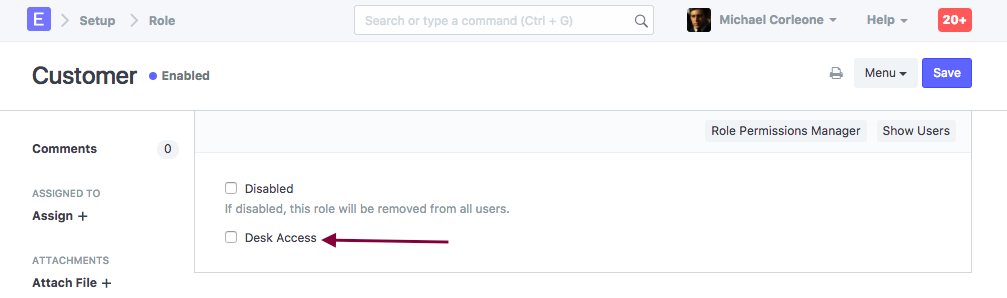 E Setup Role Search or type a command (Ctrl + G) Michael Corleone Help 20+
Customer Enabled Menu Save
Role Permissions Manager Show Users
Comments 0
Disabled
If disabled, this role will be removed from all users.
ASSIGNED TO
Assign +
Desk Access
ATTACHMENTS
Attach File +